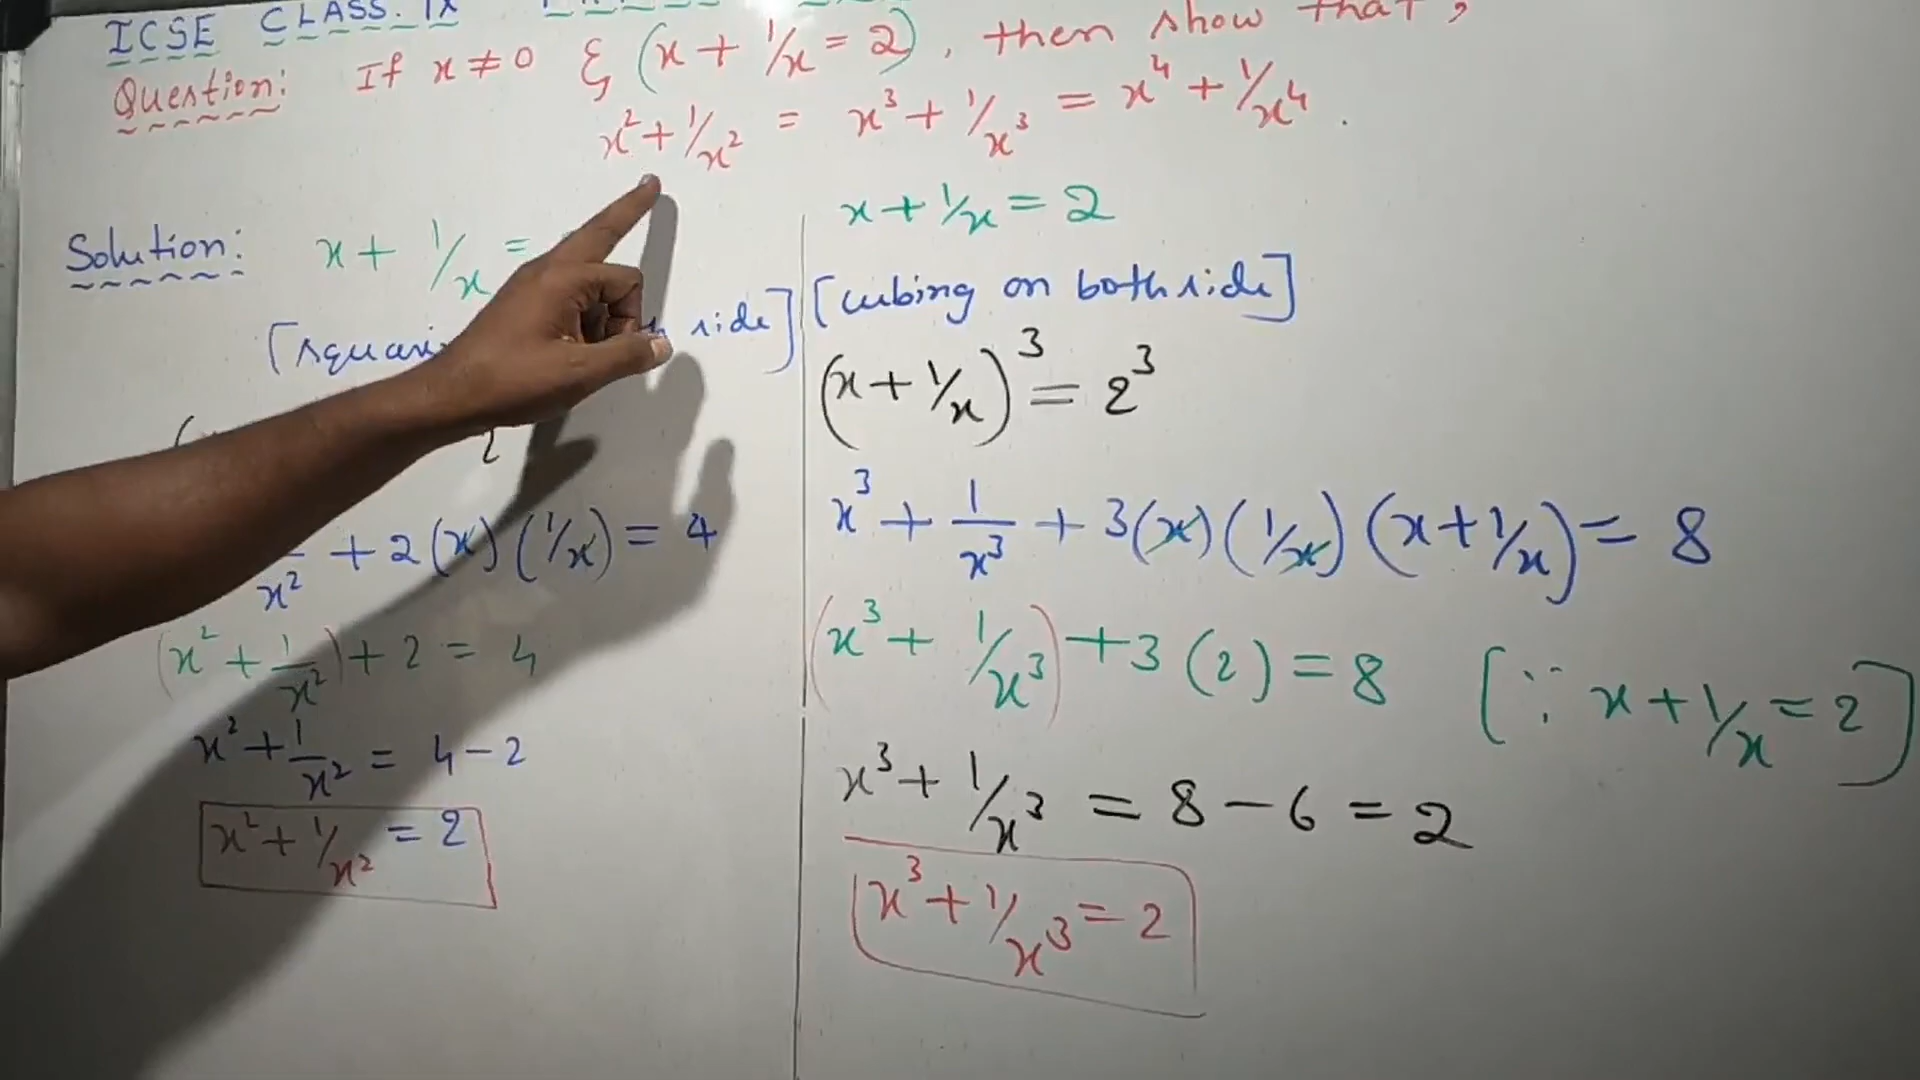 ICSE CLASS. IX
Question: If x ≠ 0 & (x + 1/x = 2), then show that,
x² + 1/x² = x³ + 1/x³ = x⁴ + 1/x⁴.
Solution: x + 1/x =
[squari side]
2
x² + 2(x)(1/x) = 4
(x² + 1/x²) + 2 = 4
x² + 1/x² = 4 - 2
x² + 1/x² = 2
x + 1/x = 2
[cubing on both side]
(x + 1/x)³ = 2³
x³ + 1/x³ + 3(x)(1/x)(x + 1/x) = 8
(x³ + 1/x³) + 3(2) = 8 [∵ x + 1/x = 2]
x³ + 1/x³ = 8 - 6 = 2
x³ + 1/x³ = 2